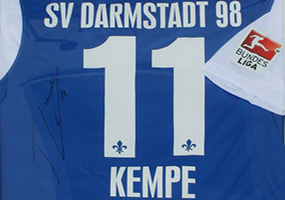 SV DARMSTADT 98
BUNDES
LIGA
11
KEMPE